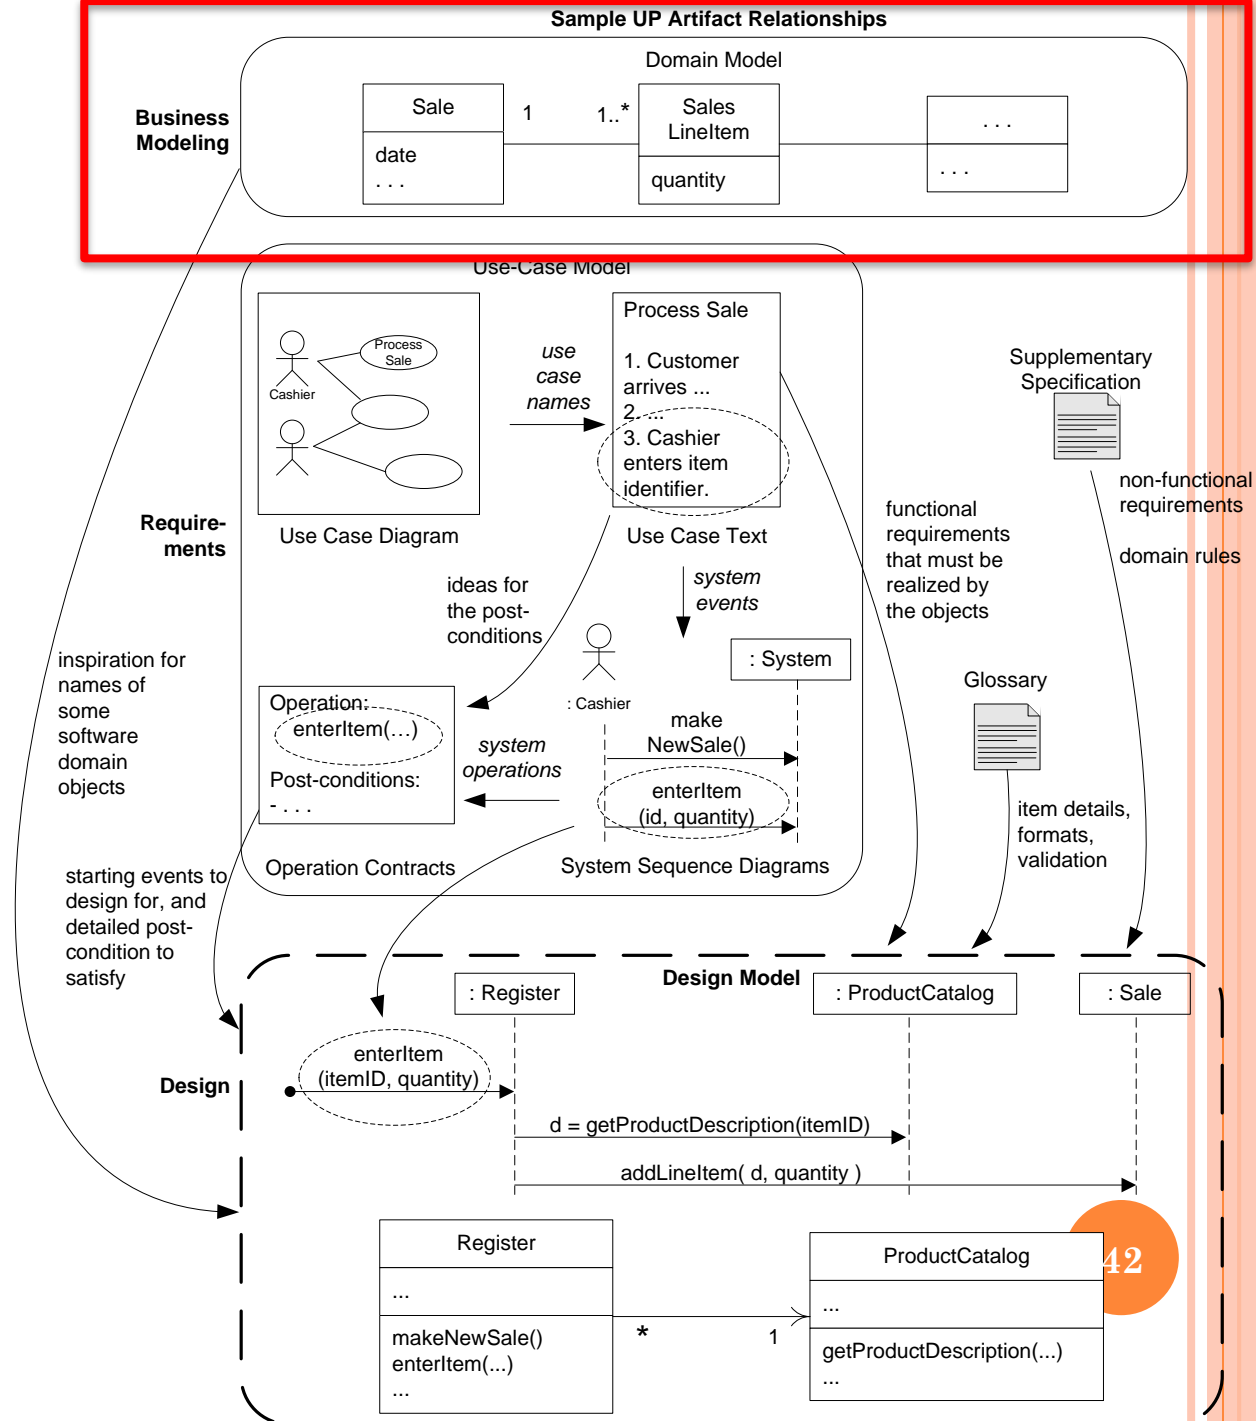 Sample UP Artifact Relationships
Domain Model
Business
Modeling
Sale
date
. . .
1
1..*
Sales
LineItem
quantity
. . .
. . .
Use-Case Model
Require-
ments
Process
Sale
Cashier
Use Case Diagram
use
case
names
Process Sale
1. Customer
arrives ...
2. ...
3. Cashier
enters item
identifier.
Use Case Text
Supplementary
Specification
non-functional
requirements
domain rules
functional
requirements
that must be
realized by
the objects
ideas for
the post-
conditions
system
events
inspiration for
names of
some
software
domain
objects
Operation:
enterItem(…)
Post-conditions:
- . . .
Operation Contracts
system
operations
: Cashier
: System
make
NewSale()
enterItem
(id, quantity)
System Sequence Diagrams
Glossary
item details,
formats,
validation
starting events to
design for, and
detailed post-
condition to
satisfy
Design Model
Design
: Register
: ProductCatalog
: Sale
enterItem
(itemID, quantity)
d = getProductDescription(itemID)
addLineItem( d, quantity )
Register
...
makeNewSale()
enterItem(...)
...
*
1
ProductCatalog
...
getProductDescription(...)
...
42